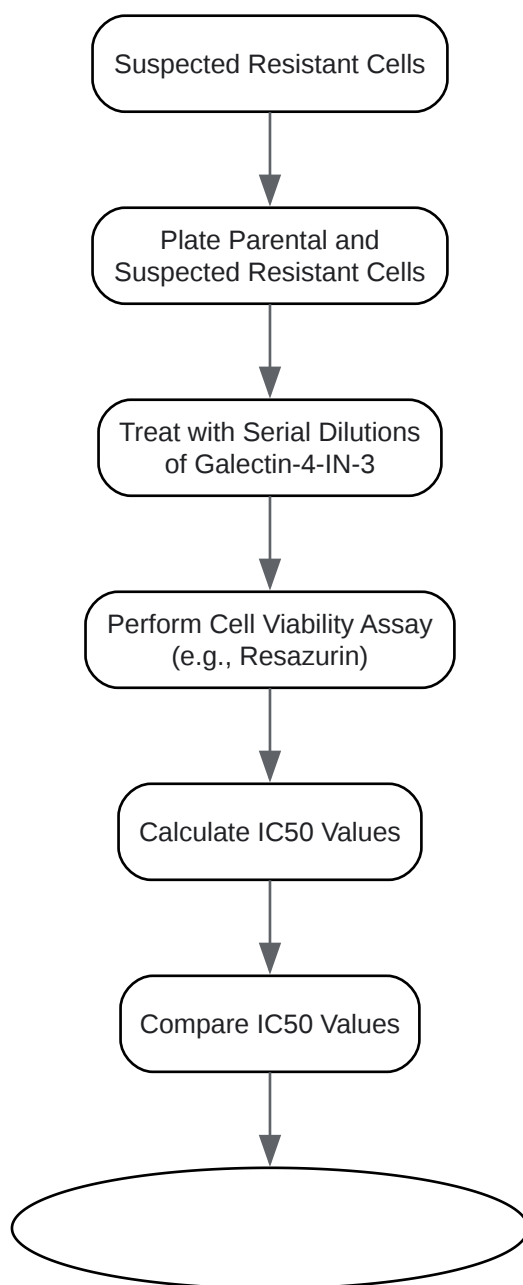 Suspected Resistant Cells
Plate Parental and
Suspected Resistant Cells
Treat with Serial Dilutions
of Galectin-4-IN-3
Perform Cell Viability Assay
(e.g., Resazurin)
Calculate IC50 Values
Compare IC50 Values